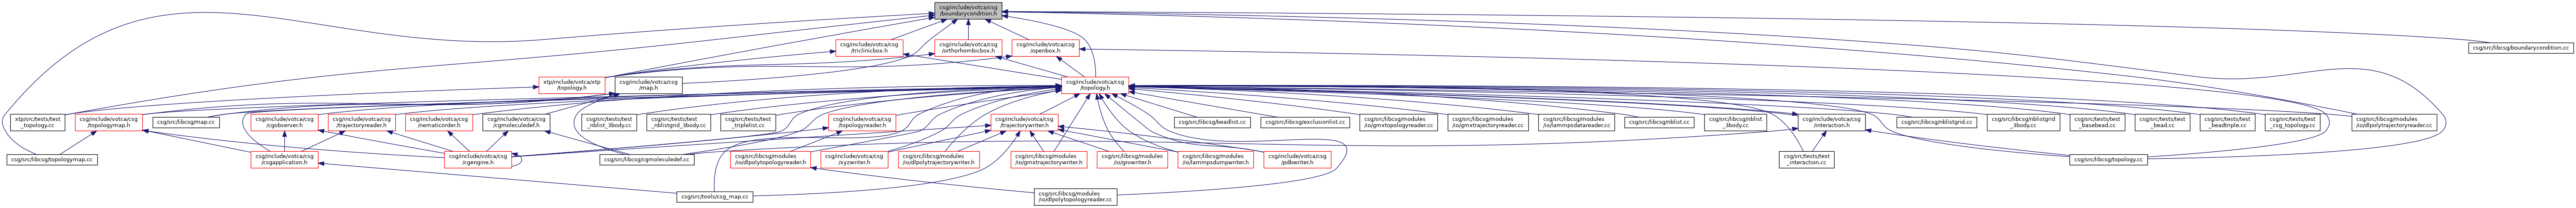 csg/include/votca/csg
/boundarycondition.h
csg/include/votca/csg
/triclinicbox.h
csg/include/votca/csg
/orthorhombicbox.h
csg/include/votca/csg
/openbox.h
csg/src/libcsg/boundarycondition.cc
xtp/include/votca/xtp
/topology.h
csg/include/votca/csg
/map.h
csg/include/votca/csg
/topology.h
xtp/src/tests/test
_topology.cc
csg/include/votca/csg
/topologymap.h
csg/src/libcsg/map.cc
csg/include/votca/csg
/cgobserver.h
csg/include/votca/csg
/trajectoryreader.h
csg/include/votca/csg
/nematicorder.h
csg/include/votca/csg
/cgmoleculedef.h
csg/src/tests/test
_nblist_3body.cc
csg/src/tests/test
_nblistgrid_3body.cc
csg/src/tests/test
_triplelist.cc
csg/include/votca/csg
/topologyreader.h
csg/include/votca/csg
/trajectorywriter.h
csg/src/libcsg/beadlist.cc
csg/src/libcsg/exclusionlist.cc
csg/src/libcsg/modules
/io/gmxtopologyreader.cc
csg/src/libcsg/modules
/io/gmxtrajectoryreader.cc
csg/src/libcsg/modules
/io/lammpsdatareader.cc
csg/src/libcsg/nblist.cc
csg/src/libcsg/nblist
_3body.cc
csg/include/votca/csg
/interaction.h
csg/src/libcsg/nblistgrid.cc
csg/src/libcsg/nblistgrid
_3body.cc
csg/src/tests/test
_basebead.cc
csg/src/tests/test
_bead.cc
csg/src/tests/test
_beadtriple.cc
csg/src/tests/test
_csg_topology.cc
csg/src/libcsg/modules
/io/dlpolytrajectoryreader.cc
csg/src/libcsg/topologymap.cc
csg/include/votca/csg
/csgapplication.h
csg/include/votca/csg
/cgengine.h
csg/src/libcsg/cgmoleculedef.cc
csg/src/libcsg/modules
/io/dlpolytopologyreader.h
csg/include/votca/csg
/xyzwriter.h
csg/src/libcsg/modules
/io/dlpolytrajectorywriter.h
csg/src/libcsg/modules
/io/gmxtrajectorywriter.h
csg/src/libcsg/modules
/io/growriter.h
csg/src/libcsg/modules
/io/lammpsdumpwriter.h
csg/include/votca/csg
/pdbwriter.h
csg/src/tests/test
_interaction.cc
csg/src/libcsg/topology.cc
csg/src/tools/csg_map.cc
csg/src/libcsg/modules
/io/dlpolytopologyreader.cc